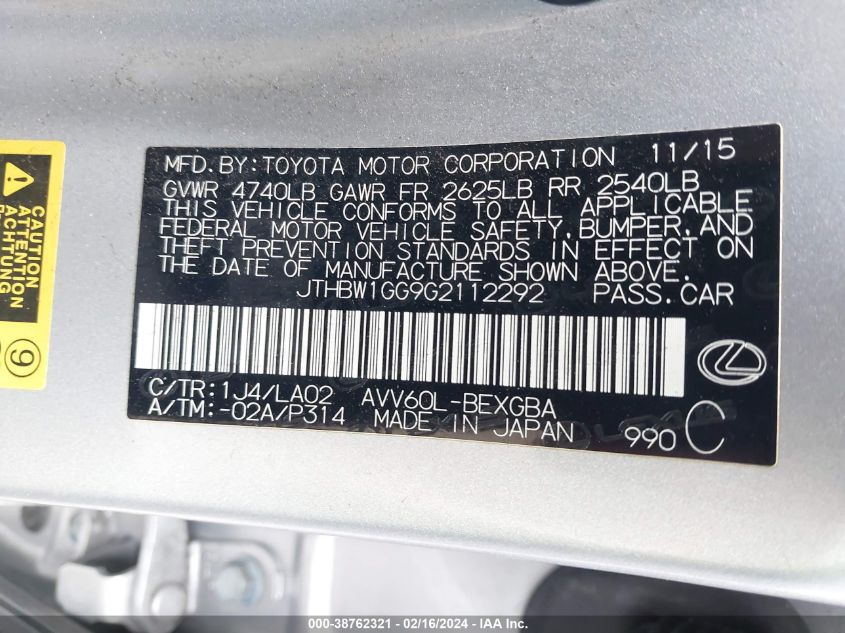 MFD. BY: TOYOTA MOTOR CORPORATION 11/15
GVWR 4740LB GAWR FR 2625LB RR 2540LB
THIS VEHICLE CONFORMS TO ALL APPLICABLE
FEDERAL MOTOR VEHICLE SAFETY, BUMPER, AND
THEFT PREVENTION STANDARDS IN EFFECT ON
THE DATE OF MANUFACTURE SHOWN ABOVE.
JTHBW1GG9G2112292 PASS.CAR
C/TR: 1J4/LA02 AVV60L-BEXGBA
A/TM: -02A/P314 MADE IN JAPAN 990 C
CAUTION
ATTENTION
ACHTUNG
9
000-38762321 - 02/16/2024 - IAA Inc.